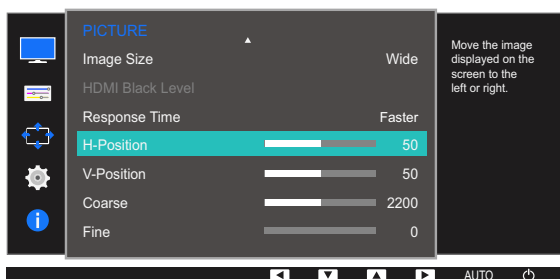 PICTURE
Image Size Wide
HDMI Black Level
Response Time Faster
H-Position 50
V-Position 50
Coarse 2200
Fine 0
Move the image
displayed on the
screen to the
left or right.
AUTO